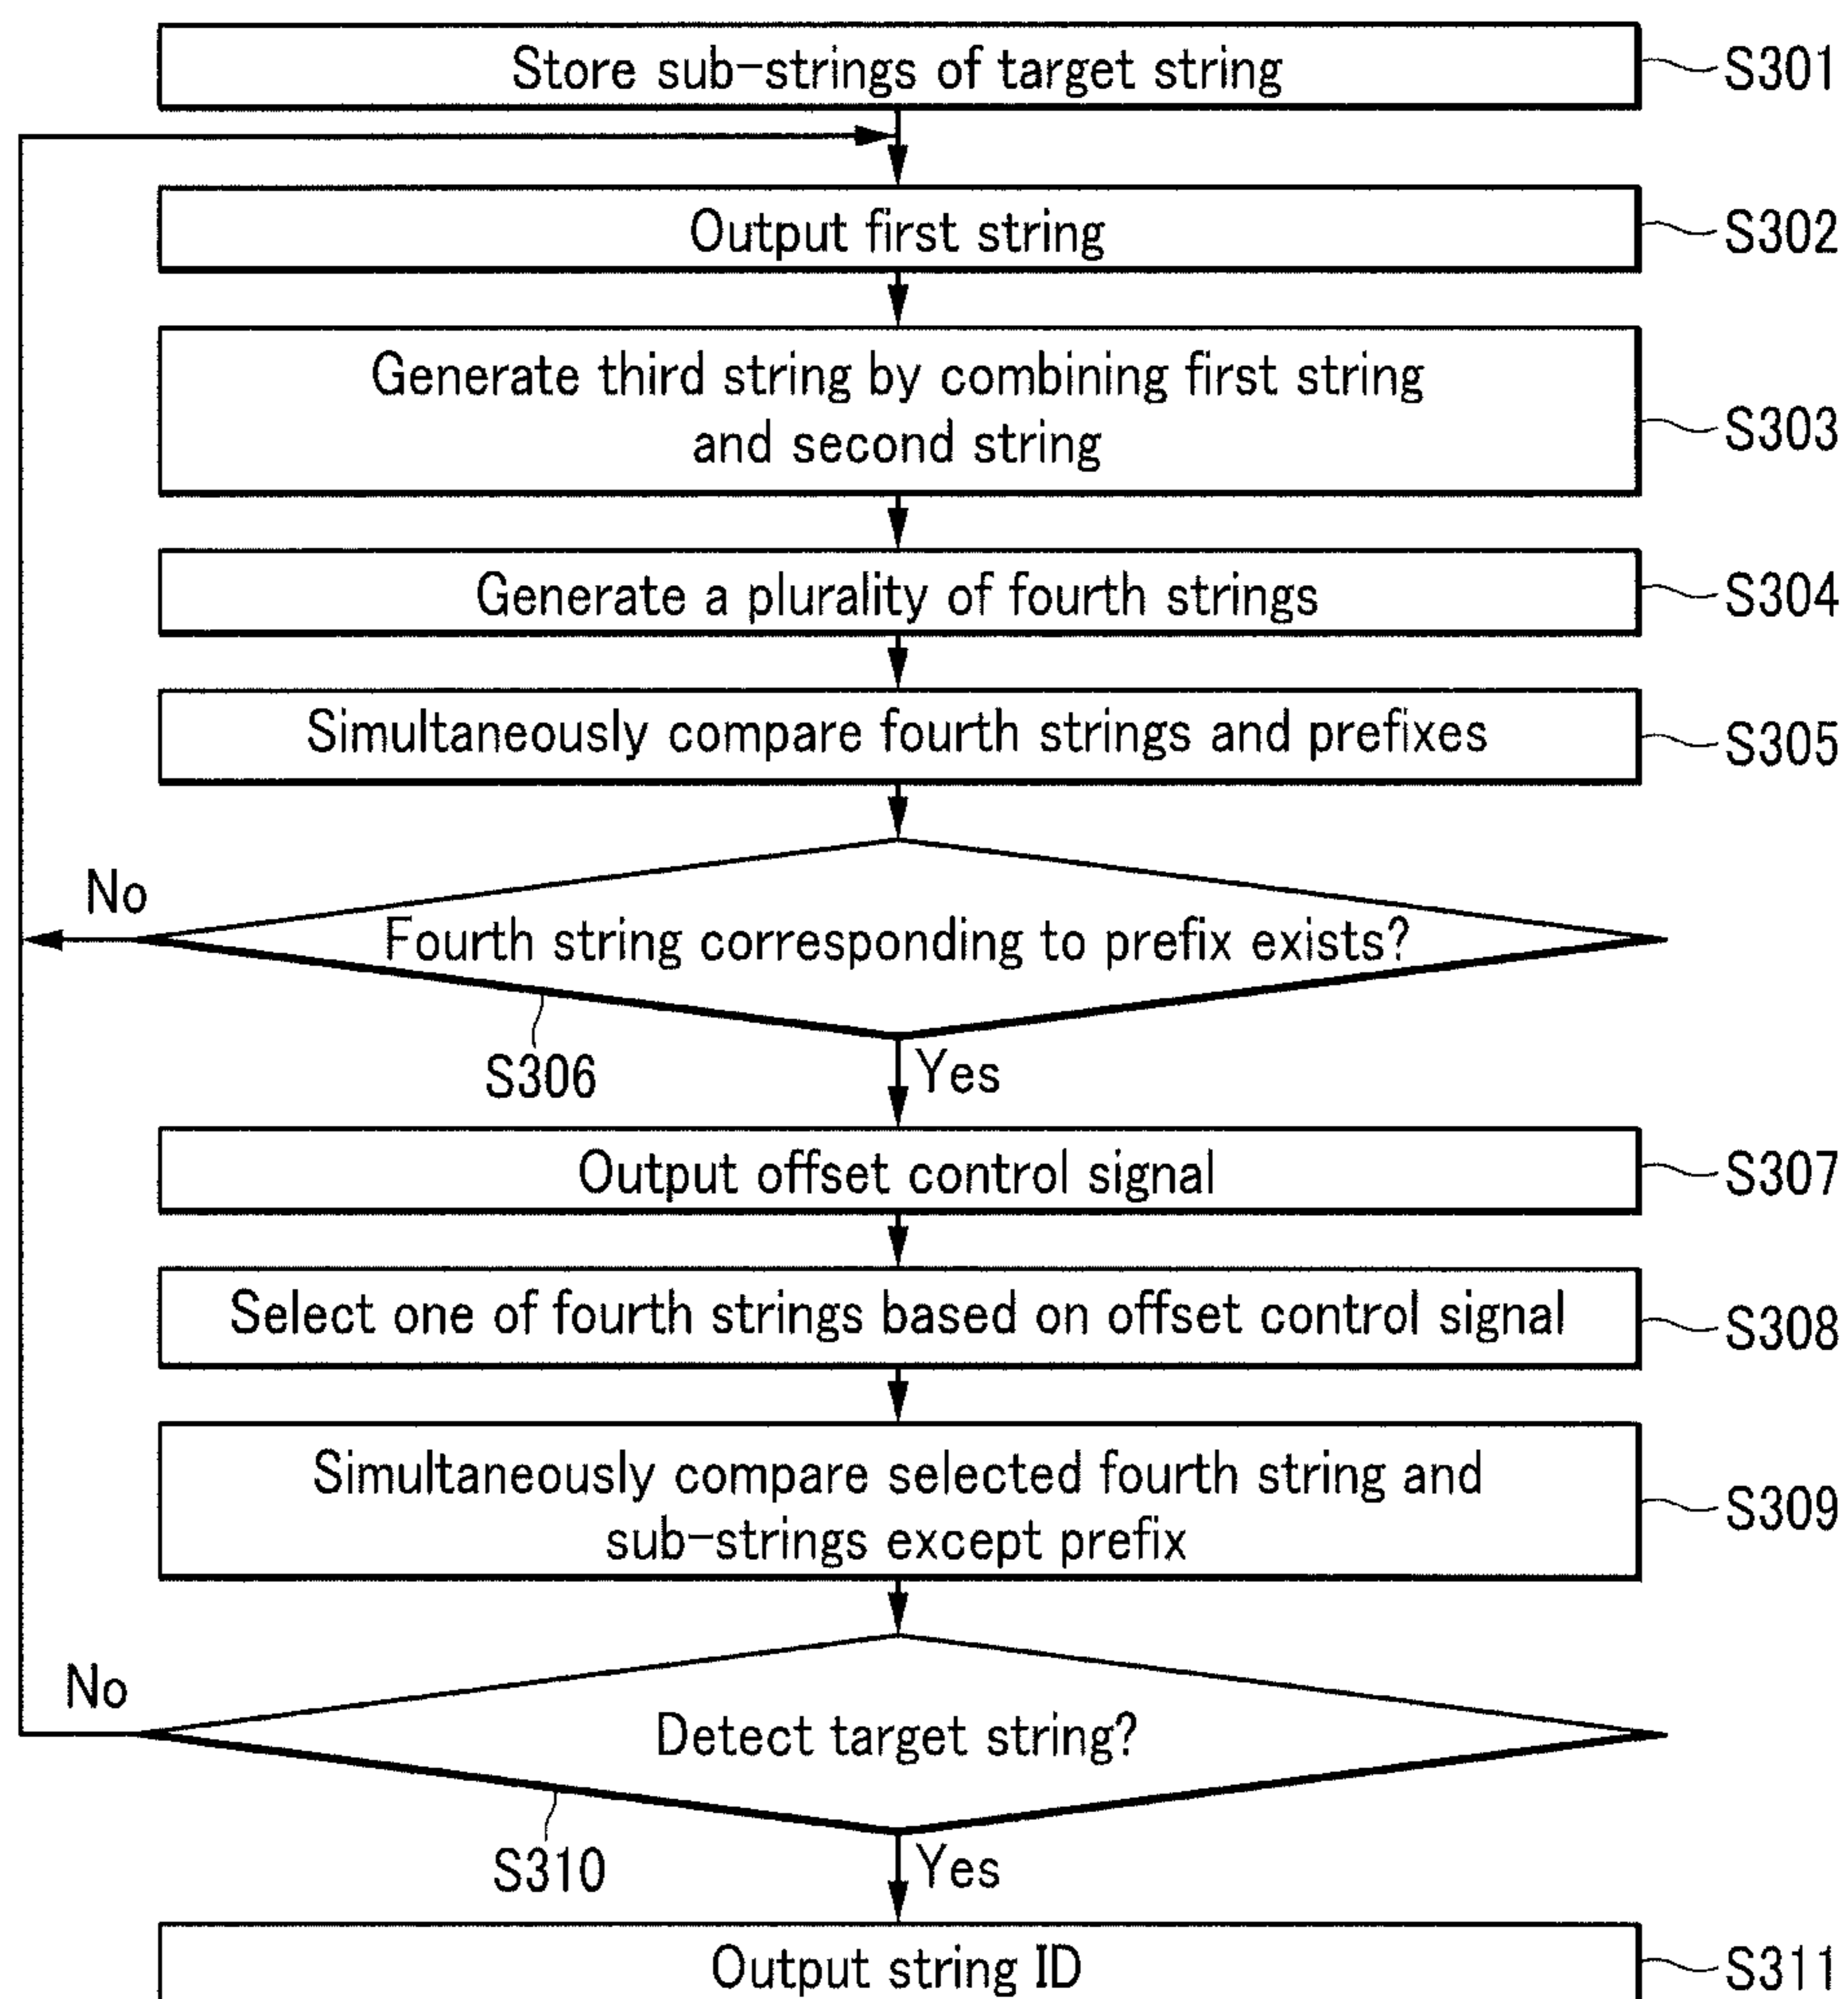 Store sub-strings of target string
S301
Output first string
S302
Generate third string by combining first string
and second string
S303
Generate a plurality of fourth strings
S304
Simultaneously compare fourth strings and prefixes
S305
No
Fourth string corresponding to prefix exists?
S306
Yes
Output offset control signal
S307
Select one of fourth strings based on offset control signal
S308
Simultaneously compare selected fourth string and
sub-strings except prefix
S309
No
Detect target string?
S310
Yes
Output string ID
S311